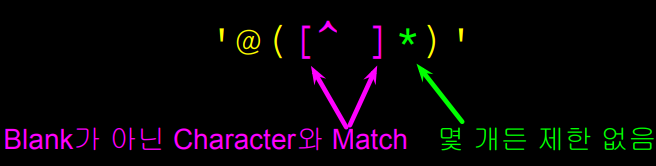 '@([^ ]*)'
Blank가 아닌 Character와 Match 몇 개든 제한 없음